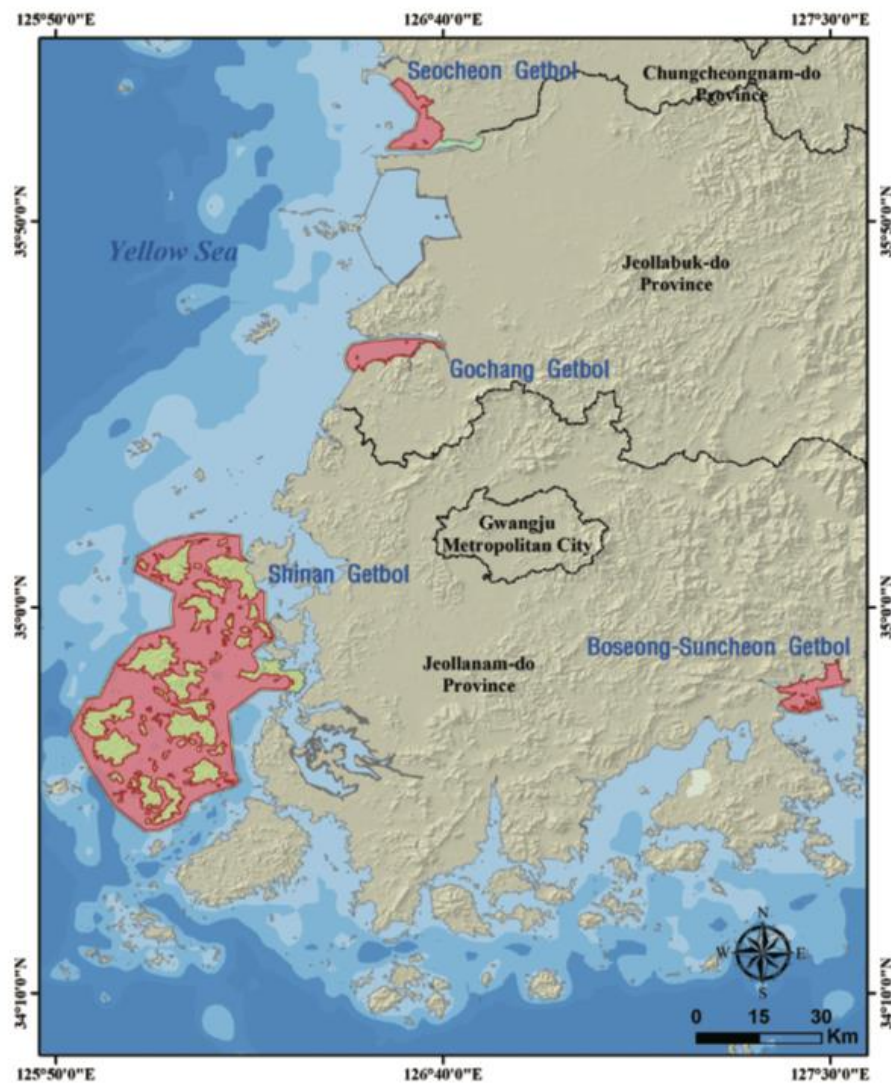 125°50'0"E
126°40'0"E
127°30'0"E
Seocheon Getbol
Chungcheongnam-do
Province
35°50'0"N
35°50'0"N
Yellow Sea
Jeollabuk-do
Province
Gochang Getbol
Gwangju
Metropolitan City
Shinan Getbol
35°0'0"N
35°0'0"N
Boseong-Suncheon Getbol
Jeollanam-do
Province
N
W
E
S
34°10'0"N
34°10'0"N
0
15
30
Km
125°50'0"E
126°40'0"E
127°30'0"E